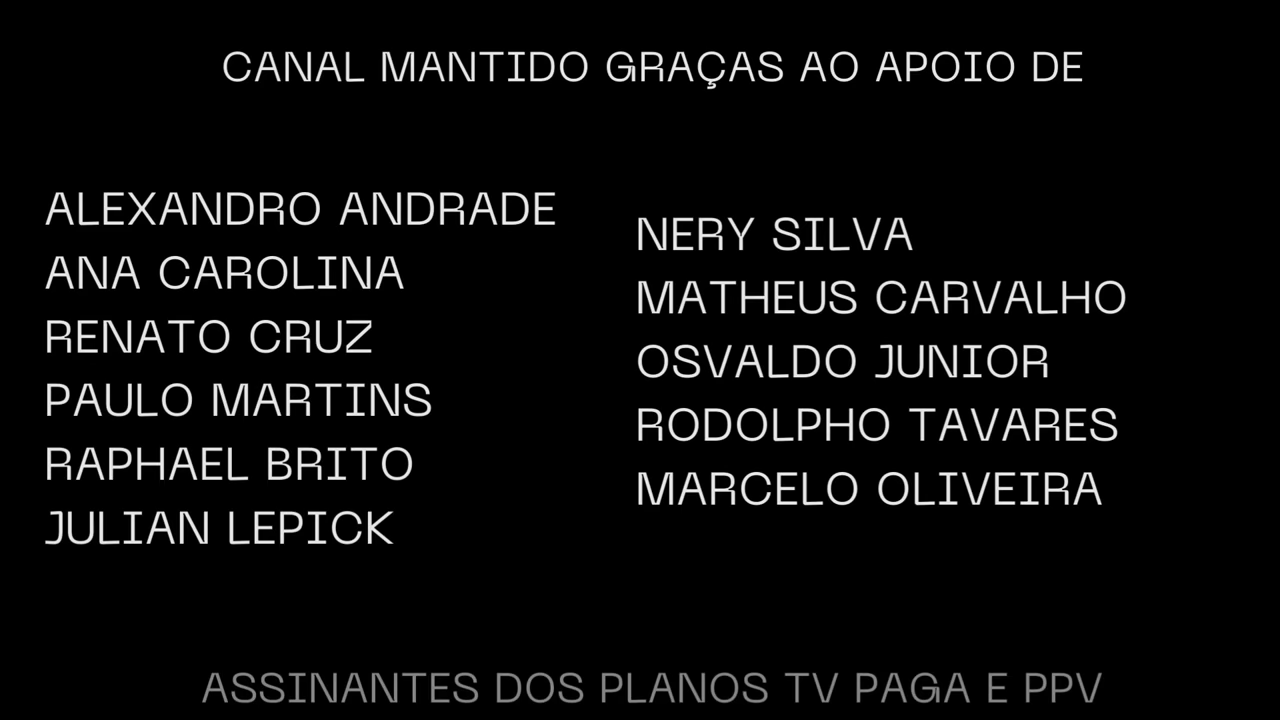 CANAL MANTIDO GRAÇAS AO APOIO DE
ALEXANDRO ANDRADE
ANA CAROLINA
RENATO CRUZ
PAULO MARTINS
RAPHAEL BRITO
JULIAN LEPICK
NERY SILVA
MATHEUS CARVALHO
OSVALDO JUNIOR
RODOLPHO TAVARES
MARCELO OLIVEIRA
ASSINANTES DOS PLANOS TV PAGA E PPV